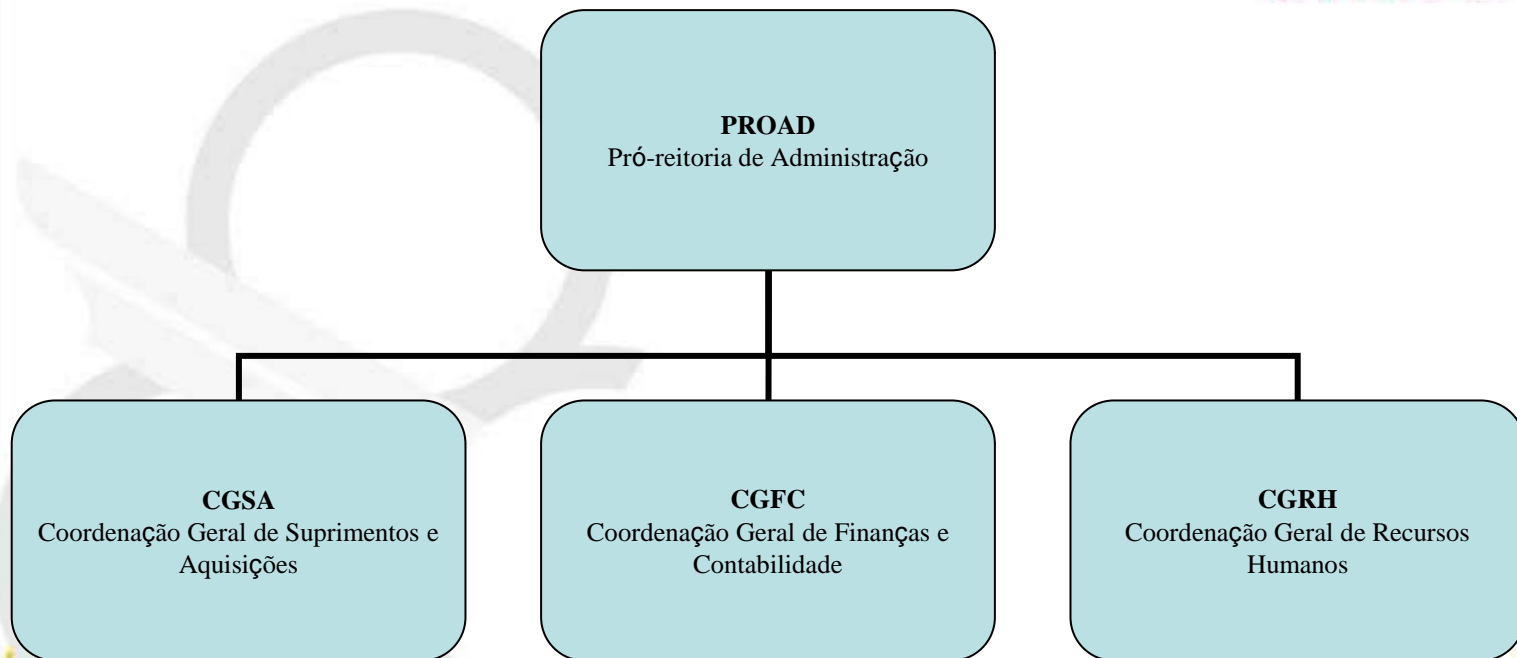 PROAD
Pró-reitoria de Administração
CGSA
Coordenação Geral de Suprimentos e
Aquisições
CGFC
Coordenação Geral de Finanças e
Contabilidade
CGRH
Coordenação Geral de Recursos
Humanos